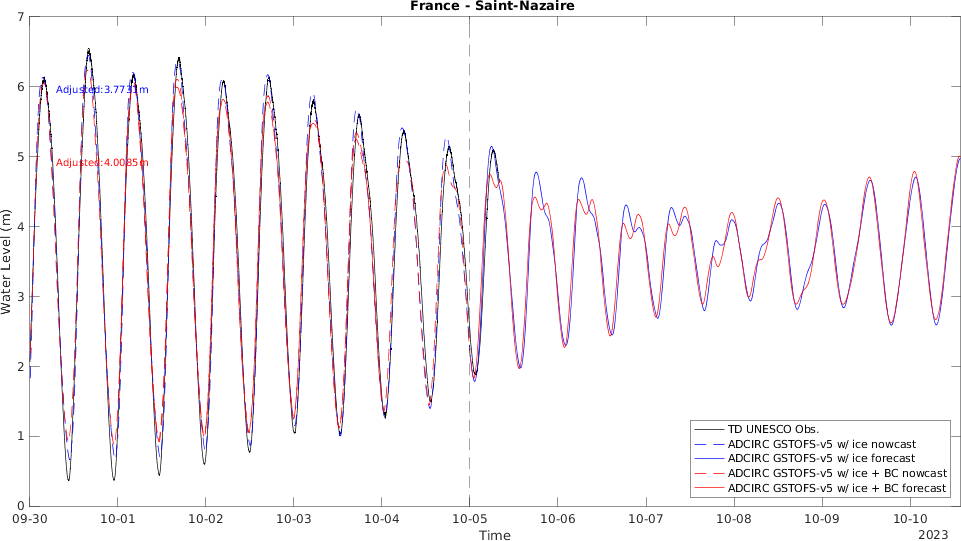 France - Saint-Nazaire
7
6
5
4
3
2
1
0
Water Level (m)
Adjusted:3.7731m
Adjusted:4.0085m
TD UNESCO Obs.
ADCIRC GSTOFS-v5 w/ ice nowcast
ADCIRC GSTOFS-v5 w/ ice forecast
ADCIRC GSTOFS-v5 w/ ice + BC nowcast
ADCIRC GSTOFS-v5 w/ ice + BC forecast
09-30 10-01 10-02 10-03 10-04 10-05 10-06 10-07 10-08 10-09 10-10
Time
2023